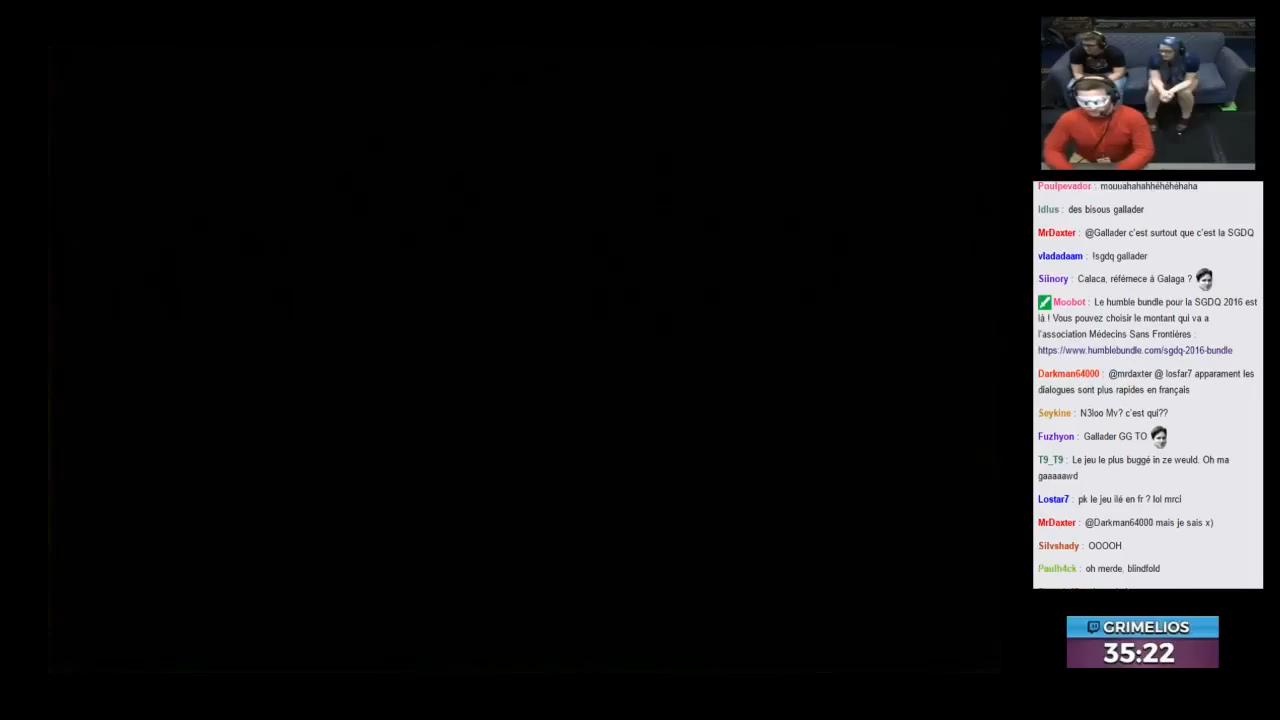 Poulpevador : mouuahahahhéhéhéhaha
Idlus : des bisous gallader
MrDaxter : @Gallader c'est surtout que c'est la SGDQ
vladadaam : !sgdq gallader
Siinory : Calaca, référnece à Galaga ?
Moobot : Le humble bundle pour la SGDQ 2016 est
là ! Vous pouvez choisir le montant qui va a
l'association Médecins Sans Frontières :
https://www.humblebundle.com/sgdq-2016-bundle
Darkman64000 : @mrdaxter @ losfar7 apparament les
dialogues sont plus rapides en français
Seykine : N3loo Mv? c'est qui??
Fuzhyon : Gallader GG TO
T9_T9 : Le jeu le plus buggé in ze weuld. Oh ma
gaaaaawd
Lostar7 : pk le jeu ilé en fr ? lol mrci
MrDaxter : @Darkman64000 mais je sais x)
Silvshady : OOOOH
Paulh4ck : oh merde, blindfold
GRIMELIOS
35:22